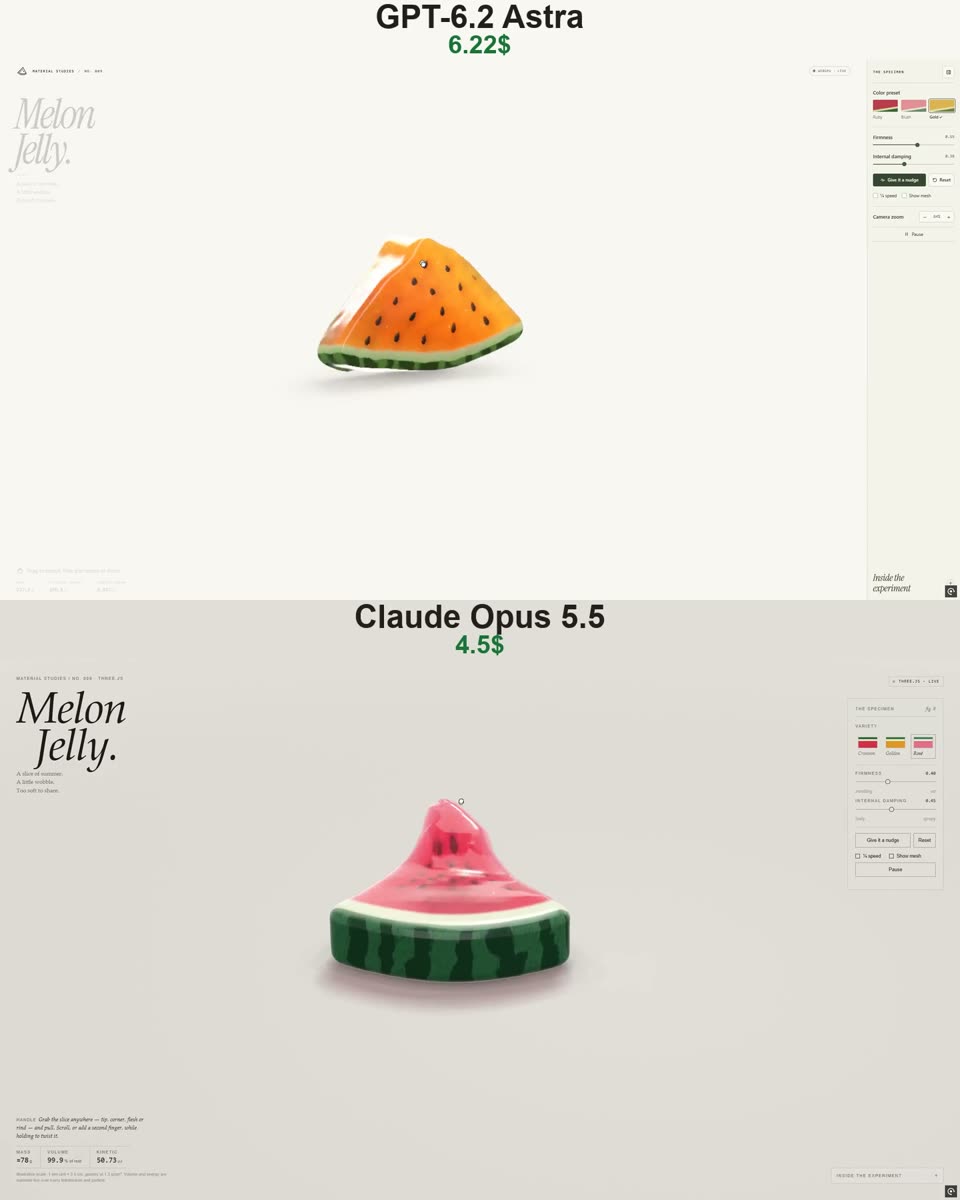 GPT-6.2 Astra
6.22$
MATERIAL STUDIES / NO.
Melon
Jelly.
THE SPECIMEN
Color preset
Ruby
Blush
Gold ✓
Firmness
Internal damping
Give it a nudge
Reset
¼ speed
Show mesh
Camera zoom
Pause
Inside the
experiment
Claude Opus 5.5
4.5$
MATERIAL STUDIES / NO. THREE.JS
Melon
Jelly.
A slice of summer.
A little wobble.
Too soft to share.
THREE.JS · LIVE
THE SPECIMEN
VARIETY
Crimson
Golden
Rosé
FIRMNESS 0.40
INTERNAL DAMPING 0.45
Give it a nudge
Reset
¼ speed
Show mesh
Pause
HANDLE Grab the slice anywhere — tip, corner, flesh or
rind — and pull. Scroll, or add a second finger, while
holding to twist it.
MASS
≈78 g
VOLUME
99.9 % of rest
KINETIC
50.73
INSIDE THE EXPERIMENT +